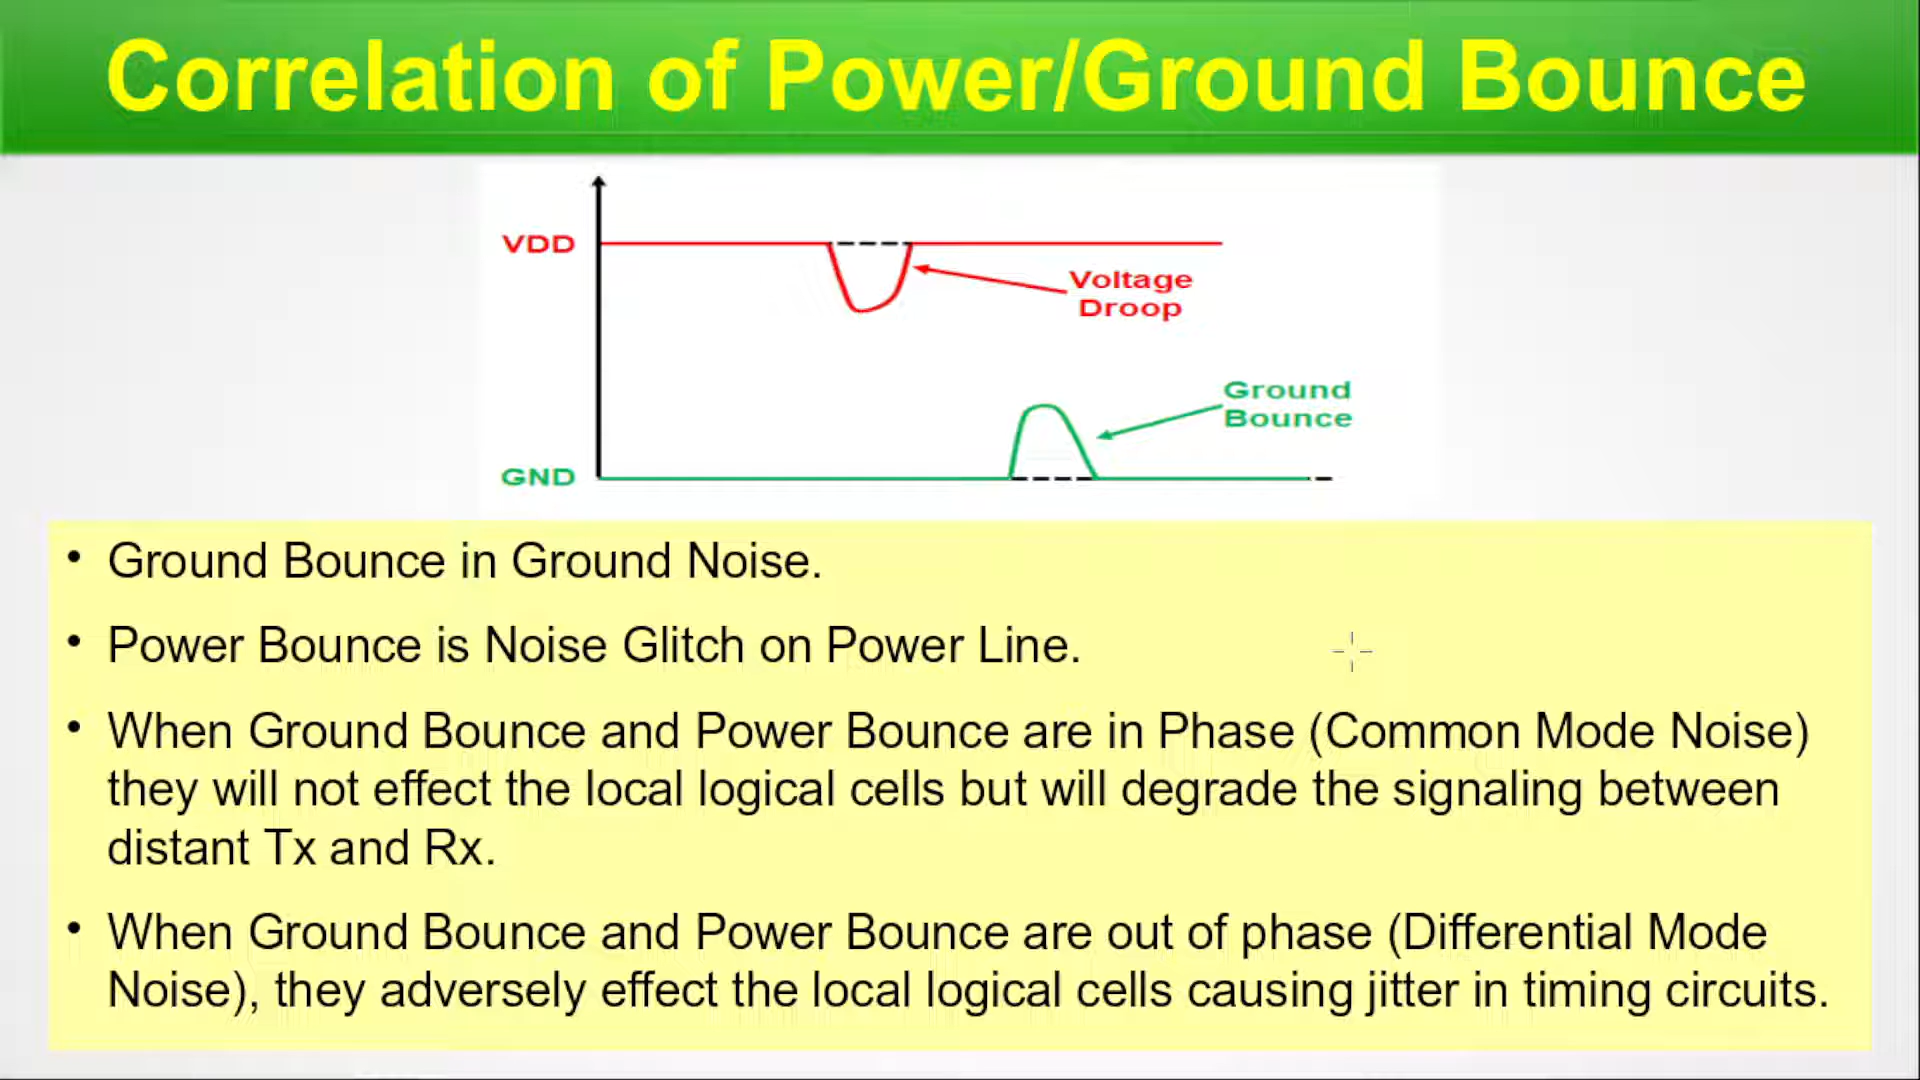 Correlation of Power/Ground Bounce
VDD
Voltage
Droop
Ground
Bounce
GND
• Ground Bounce in Ground Noise.
• Power Bounce is Noise Glitch on Power Line.
• When Ground Bounce and Power Bounce are in Phase (Common Mode Noise)
they will not effect the local logical cells but will degrade the signaling between
distant Tx and Rx.
• When Ground Bounce and Power Bounce are out of phase (Differential Mode
Noise), they adversely effect the local logical cells causing jitter in timing circuits.